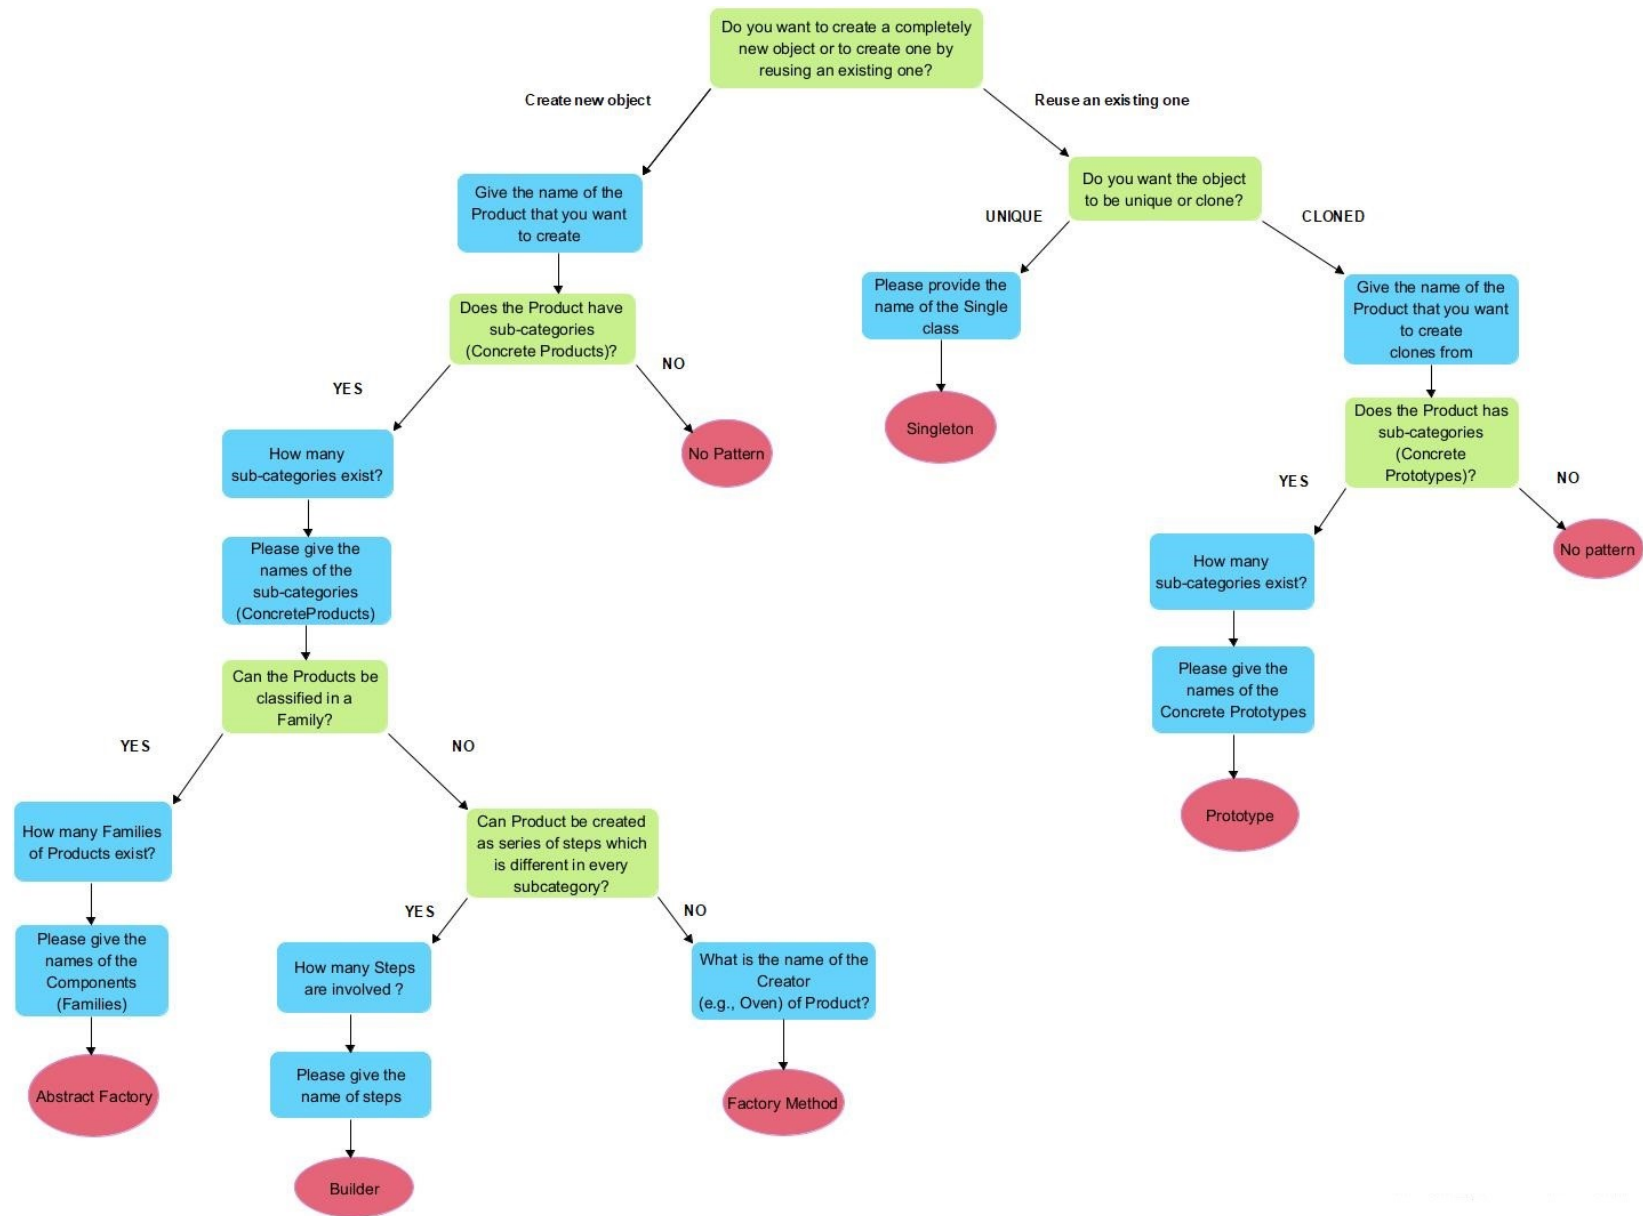 Do you want to create a completely
new object or to create one by
reusing an existing one?
Create new object
Reuse an existing one
Give the name of the
Product that you want
to create
Do you want the object
to be unique or clone?
UNIQUE
CLONED
Please provide the
name of the Single
class
Give the name of the
Product that you want
to create
clones from
Does the Product have
sub-categories
(Concrete Products)?
YES
NO
No Pattern
Singleton
Does the Product has
sub-categories
(Concrete
Prototypes)?
YES
NO
No pattern
How many
sub-categories exist?
Please give the
names of the
sub-categories
(ConcreteProducts)
How many
sub-categories exist?
Please give the
names of the
Concrete Prototypes
Prototype
Can the Products be
classified in a
Family?
YES
NO
How many Families
of Products exist?
Please give the
names of the
Components
(Families)
Abstract Factory
Can Product be created
as series of steps which
is different in every
subcategory?
YES
NO
How many Steps
are involved ?
Please give the
name of steps
Builder
What is the name of the
Creator
(e.g., Oven) of Product?
Factory Method